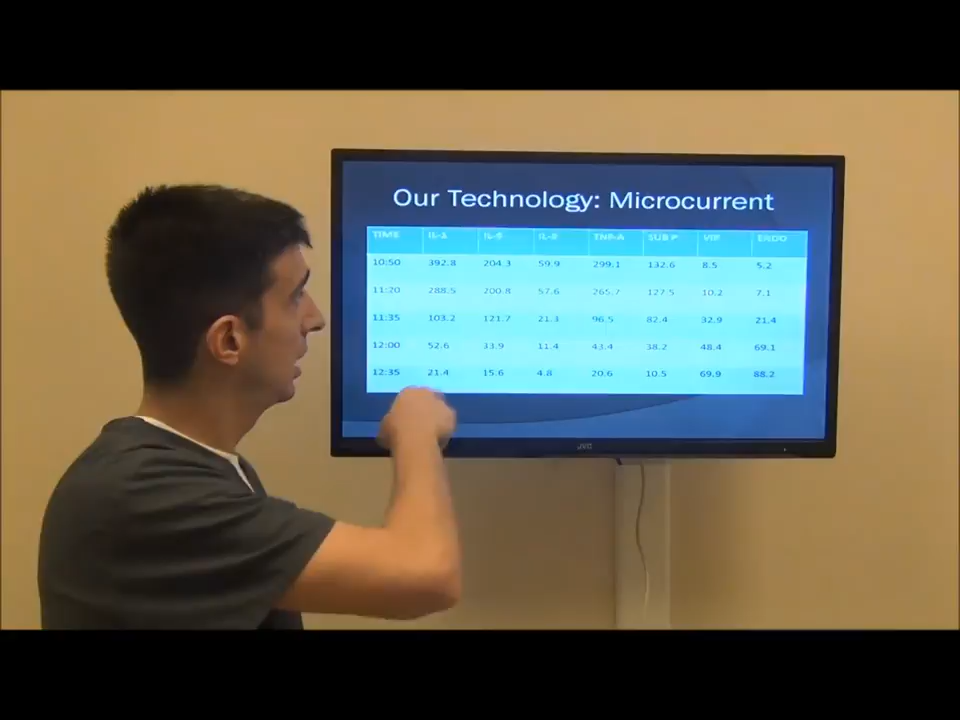 Our Technology: Microcurrent
TIME IL-1 IL-6 IL-8 TNF-A SUB P VIP ENDO
10:50 392.8 204.3 59.9 299.1 132.6 8.5 5.2
11:20 288.5 200.8 57.6 265.7 127.5 10.2 7.1
11:35 103.2 121.7 21.3 96.5 82.4 32.9 21.4
12:00 52.6 33.9 11.4 43.4 38.2 48.4 69.1
12:35 21.4 15.6 4.8 20.6 10.5 69.9 88.2
JVC